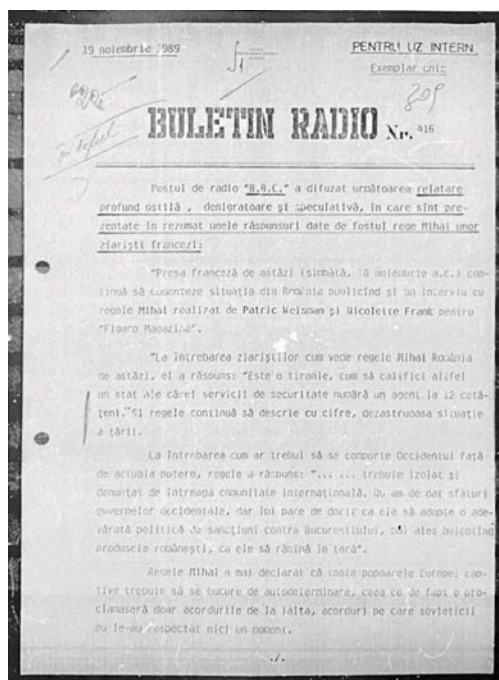 19 noiembrie 1989
PENTRU UZ INTERN
Exemplar unic
809
BULETIN RADIO Nr. 416
Postul de radio "B.B.C." a difuzat următoarea relatare
profund ostilă , denigratoare şi speculativă, în care sînt pre-
zentate în rezumat unele răspunsuri date de fostul rege Mihai unor
ziarişti francezi:
"Presa franceză de astăzi (sîmbătă, 18 noiembrie a.c.) con-
tinuă să comenteze situaţia din România publicînd şi un interviu cu
regele Mihai realizat de Patric Weisman şi Nicolette Frank pentru
"Figaro Magazine".
"La întrebarea ziariştilor cum vede regele Mihai România
de astăzi, el a răspuns: "Este o tiranie, cum să califici altfel
un stat ale cărei servicii de securitate numără un agent la 12 cetă-
ţeni." Şi regele continuă să descrie cu cifre, dezastruoasa situaţie
a ţării.
La întrebarea cum ar trebui să se comporte Occidentul faţă
de actuala putere, regele a răspuns: "... ... trebuie izolat şi
denunţat de întreaga comunitate internaţională. Nu am de dat sfaturi
guvernelor occidentale, dar îmi pare de dorit ca ele să adopte o ade-
vărată politică de sancţiuni contra Bucureştiului, mai ales boicotînd
produsele româneşti, ca ele să rămînă în ţară".
Regele Mihai a mai declarat că toate popoarele Europei cap-
tive trebuie să se bucure de autodeterminare, ceea ce de fapt o pro-
clamaseră doar acordurile de la Ialta, acorduri pe care sovieticii
nu le-au respectat nici un moment.
./.